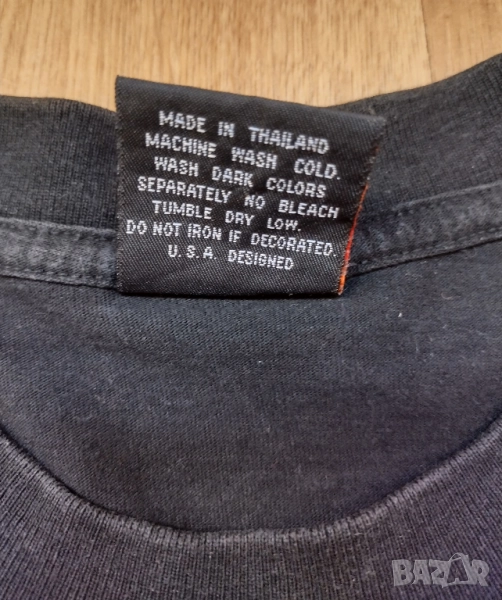 MADE IN THAILAND
MACHINE WASH COLD.
WASH DARK COLORS
SEPARATELY NO BLEACH
TUMBLE DRY LOW.
DO NOT IRON IF DECORATED.
U.S.A. DESIGNED
BAZAR